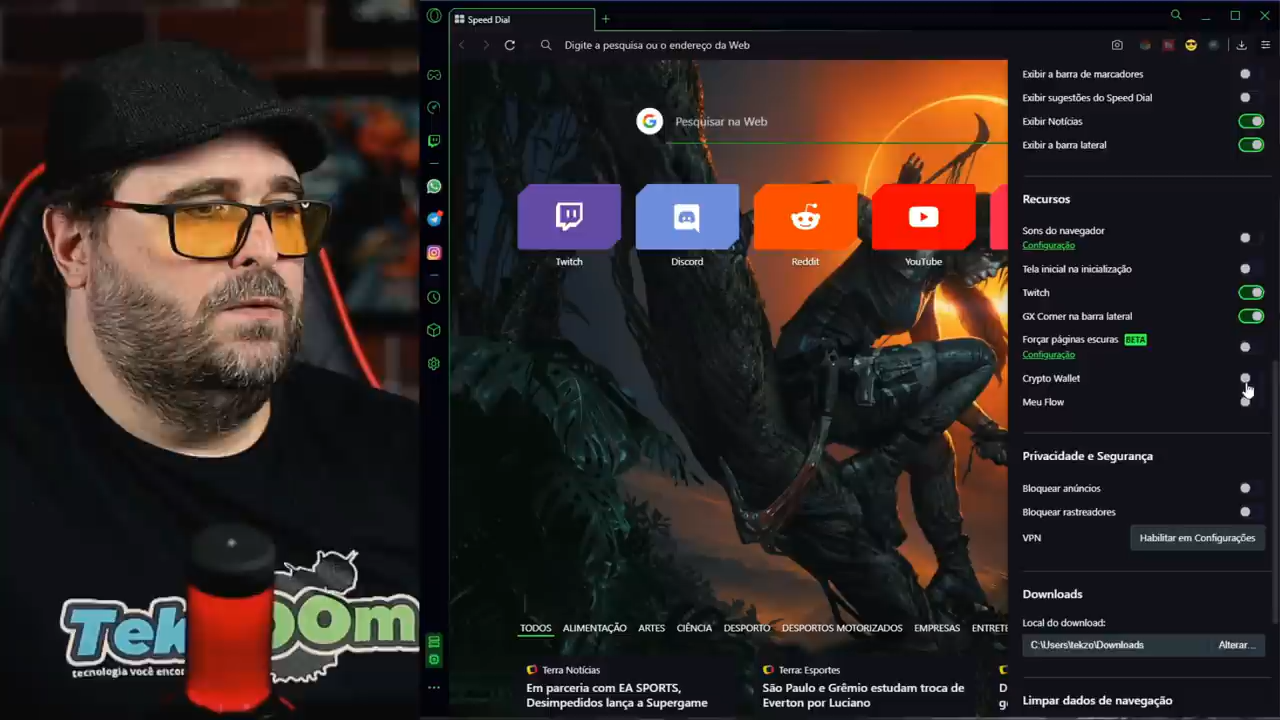 Speed Dial
Digite a pesquisa ou o endereço da Web
Pesquisar na Web
Twitch
Discord
Reddit
YouTube
TODOS
ALIMENTAÇÃO
ARTES
CIÊNCIA
DESPORTO
DESPORTOS MOTORIZADOS
EMPRESAS
ENTRETE
Terra Notícias
Em parceria com EA SPORTS,
Desimpedidos lança a Supergame
Terra: Esportes
São Paulo e Grêmio estudam troca de
Everton por Luciano
Exibir a barra de marcadores
Exibir sugestões do Speed Dial
Exibir Notícias
Exibir a barra lateral
Recursos
Sons do navegador
Configuração
Tela inicial na inicialização
Twitch
GX Corner na barra lateral
Forçar páginas escuras BETA
Configuração
Crypto Wallet
Meu Flow
Privacidade e Segurança
Bloquear anúncios
Bloquear rastreadores
VPN
Habilitar em Configurações
Downloads
Local do download:
C:\Users\tekzo\Downloads
Alterar...
Limpar dados de navegação
tecnologia você